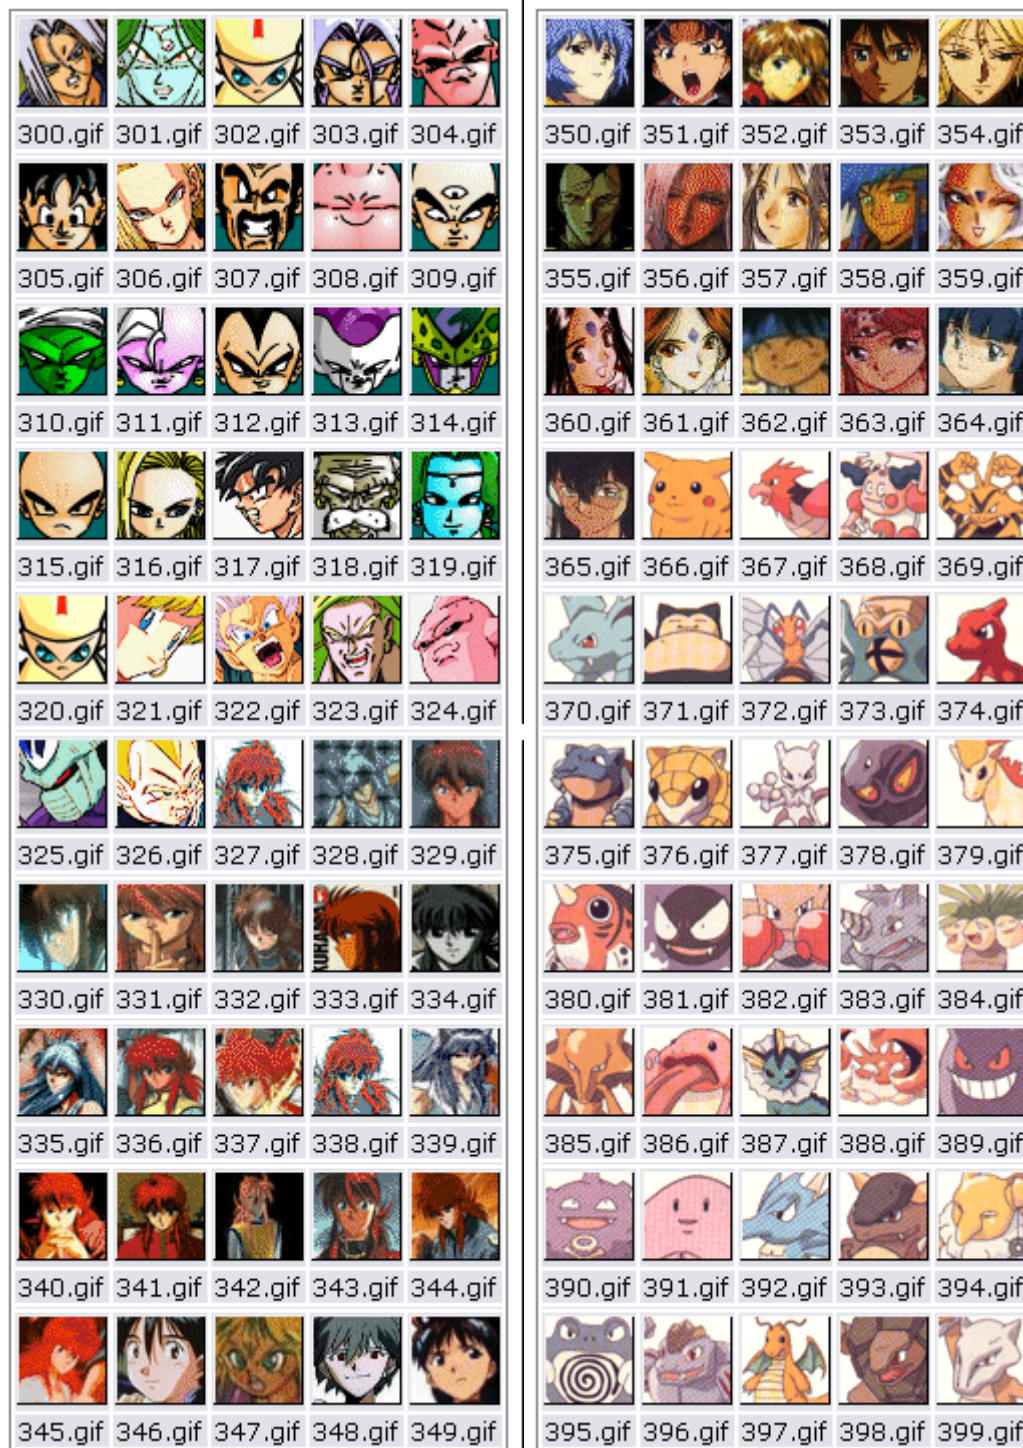 300.gif 301.gif 302.gif 303.gif 304.gif
305.gif 306.gif 307.gif 308.gif 309.gif
310.gif 311.gif 312.gif 313.gif 314.gif
315.gif 316.gif 317.gif 318.gif 319.gif
320.gif 321.gif 322.gif 323.gif 324.gif
325.gif 326.gif 327.gif 328.gif 329.gif
KURAMA
330.gif 331.gif 332.gif 333.gif 334.gif
335.gif 336.gif 337.gif 338.gif 339.gif
340.gif 341.gif 342.gif 343.gif 344.gif
345.gif 346.gif 347.gif 348.gif 349.gif
350.gif 351.gif 352.gif 353.gif 354.gif
355.gif 356.gif 357.gif 358.gif 359.gif
360.gif 361.gif 362.gif 363.gif 364.gif
365.gif 366.gif 367.gif 368.gif 369.gif
370.gif 371.gif 372.gif 373.gif 374.gif
375.gif 376.gif 377.gif 378.gif 379.gif
380.gif 381.gif 382.gif 383.gif 384.gif
385.gif 386.gif 387.gif 388.gif 389.gif
390.gif 391.gif 392.gif 393.gif 394.gif
395.gif 396.gif 397.gif 398.gif 399.gif